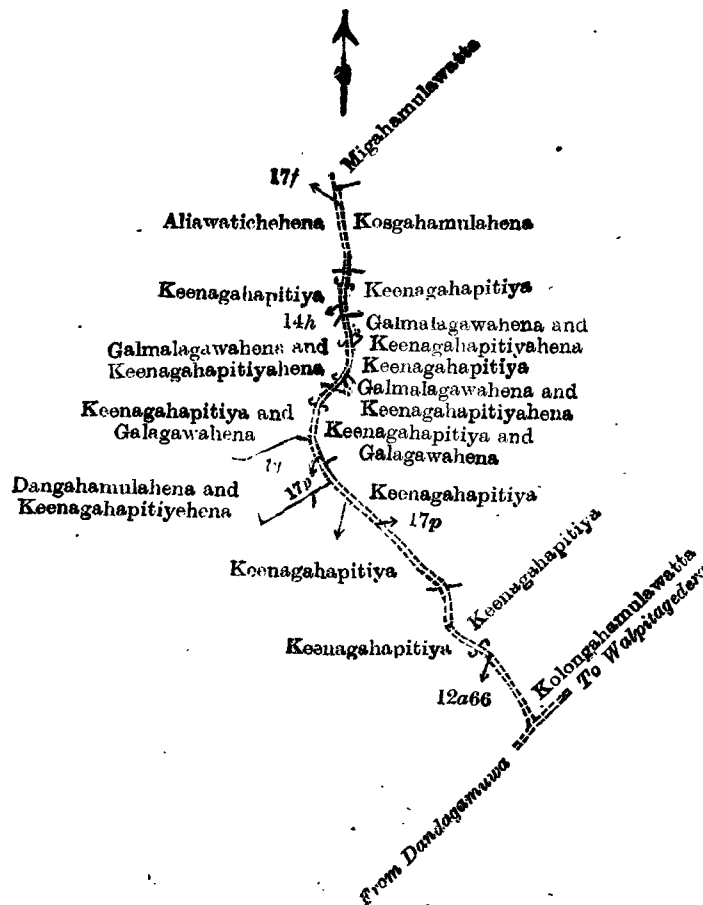 Migahamulawatta
17f
Aliawatichehena
Kosgahamulahena
Keenagahapitiya
Keenagahapitiya
14h
Galmalagawahena and
Keenagahapitiyahena
Galmalagawahena and
Keenagahapitiyahena
Keenagahapitiya
Galmalagawahena and
Keenagahapitiyahena
Keenagahapitiya and
Galagawahena
Keenagahapitiya and
Galagawahena
17p
Dangahamulahena and
Keenagahapitiyehena
Keenagahapitiya
17p
Keenagahapitiya
Keenagahapitiya
Keenagahapitiya
12a66
Kolongahamulawatta
To Walpitagedera
From Dandagamuwa